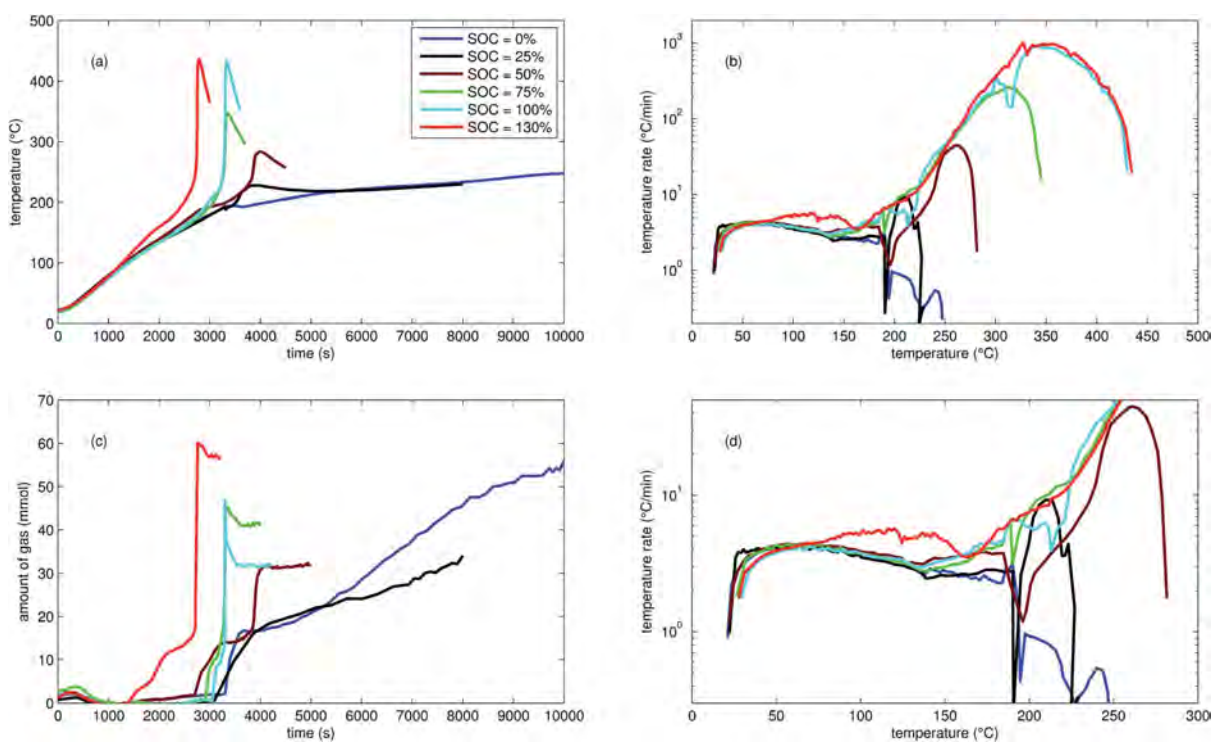 (a)
SOC = 0%
SOC = 25%
SOC = 50%
SOC = 75%
SOC = 100%
SOC = 130%
500
400
300
200
100
0
temperature (°C)
0 1000 2000 3000 4000 5000 6000 7000 8000 9000 10000
time (s)
(b)
10³
10²
10¹
10⁰
temperature rate (°C/min)
0 50 100 150 200 250 300 350 400 450 500
temperature (°C)
(c)
70
60
50
40
30
20
10
0
amount of gas (mmol)
0 1000 2000 3000 4000 5000 6000 7000 8000 9000 10000
time (s)
(d)
10¹
10⁰
temperature rate (°C/min)
0 50 100 150 200 250 300
temperature (°C)